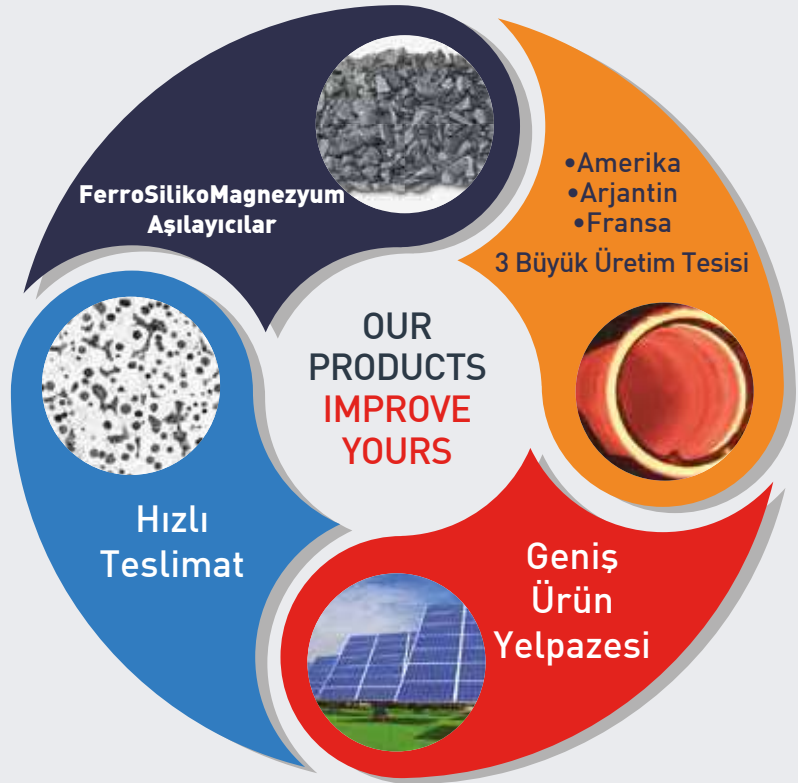 FerroSilikoMagnezyum
Aşılayıcılar
•Amerika
•Arjantin
•Fransa
3 Büyük Üretim Tesisi
OUR
PRODUCTS
IMPROVE
YOURS
Hızlı
Teslimat
Geniş
Ürün
Yelpazesi